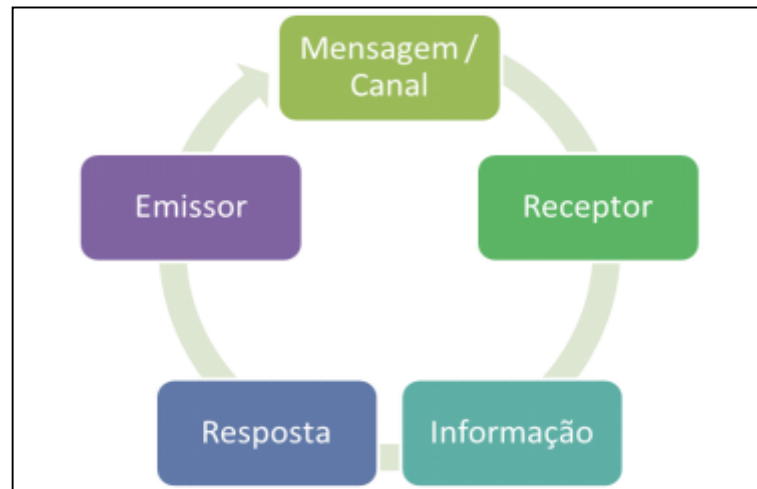 Mensagem /
Canal
Emissor
Receptor
Resposta
Informação